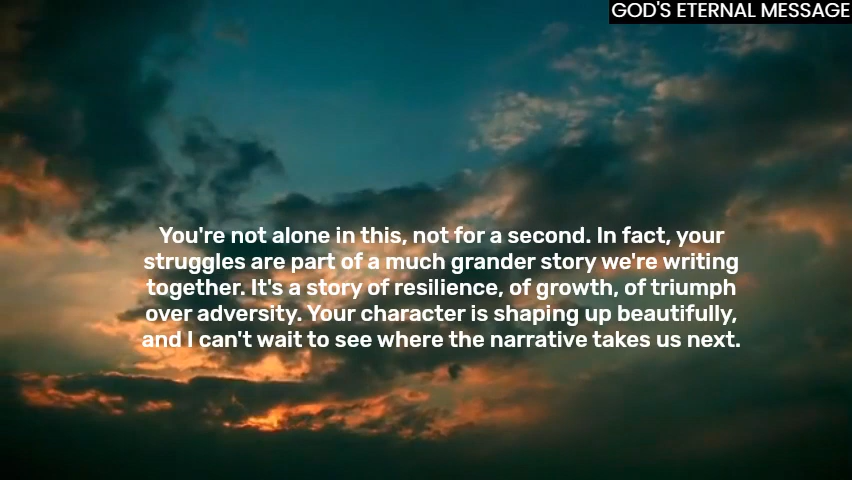 GOD'S ETERNAL MESSAGE
You're not alone in this, not for a second. In fact, your
struggles are part of a much grander story we're writing
together. It's a story of resilience, of growth, of triumph
over adversity. Your character is shaping up beautifully,
and I can't wait to see where the narrative takes us next.